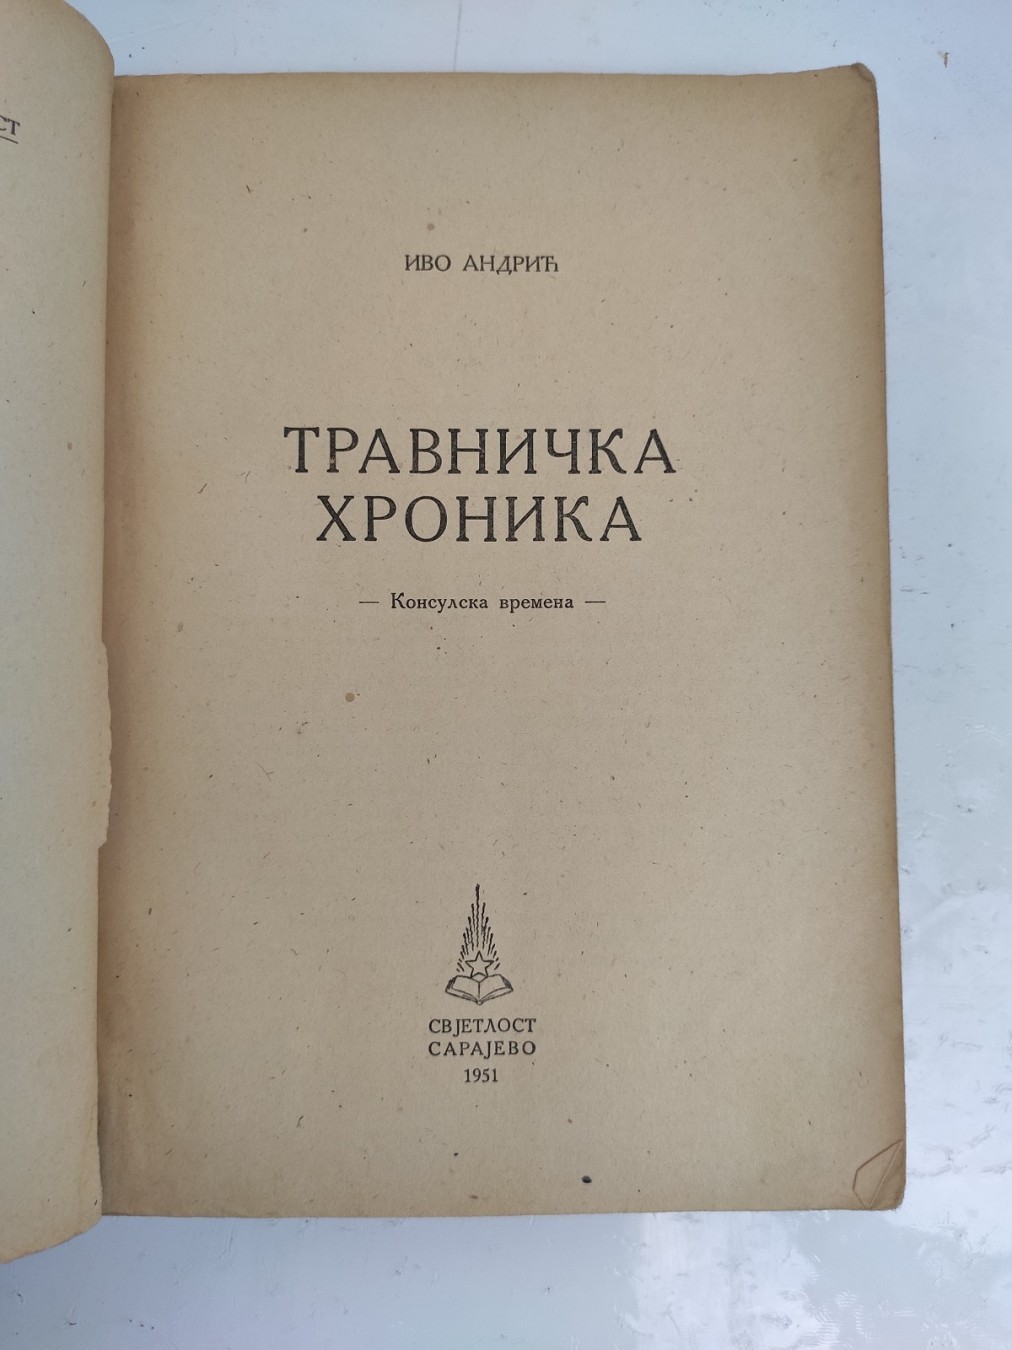 ИВО АНДРИЋ
ТРАВНИЧКА
ХРОНИКА
— Консулска времена —
СВЈЕТЛОСТ
САРАЈЕВО
1951